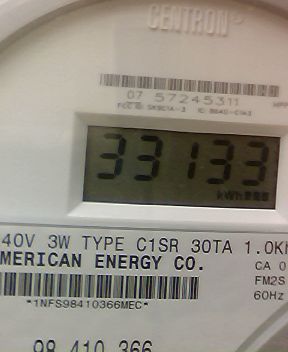 CENTRON
07 57245311
33133
kWh
40V 3W TYPE C1SR 30TA 1.0Kh
MERICAN ENERGY CO.
CA 0
FM2S
*1NFS98410366MEC*
60Hz
98 410 366